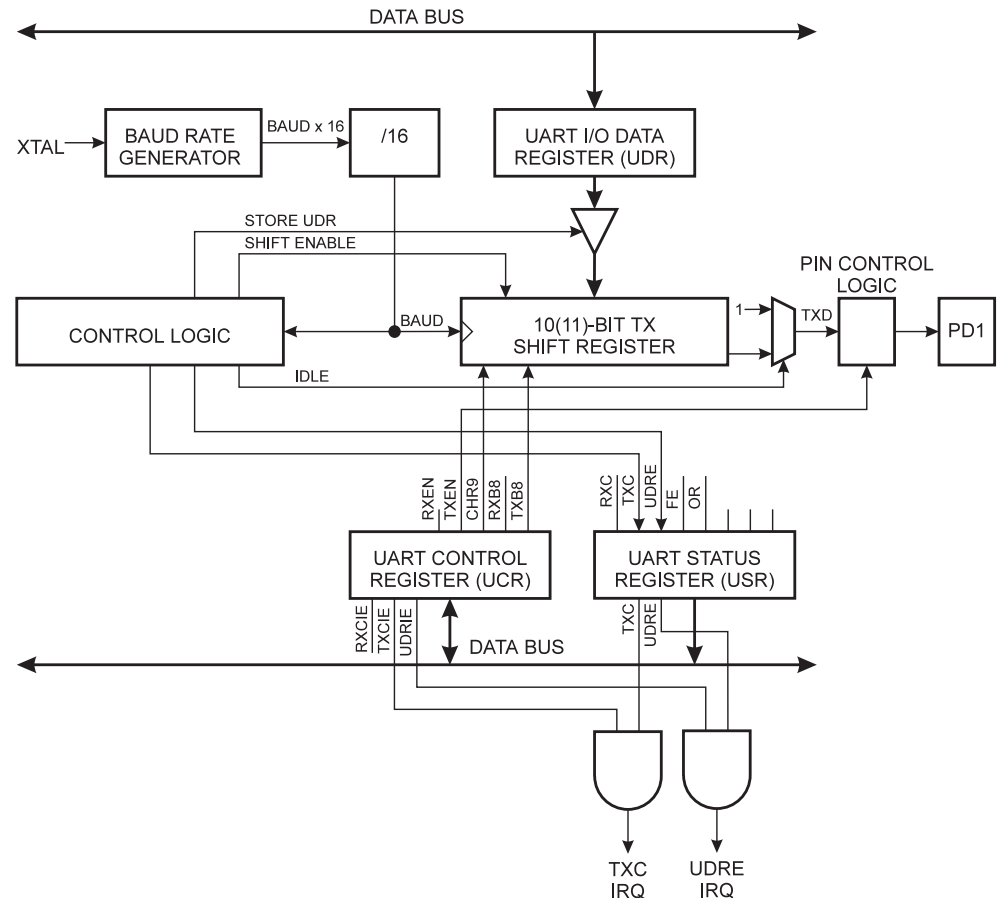 DATA BUS
XTAL
BAUD RATE
GENERATOR
BAUD x 16
/16
UART I/O DATA
REGISTER (UDR)
STORE UDR
SHIFT ENABLE
PIN CONTROL
LOGIC
CONTROL LOGIC
BAUD
10(11)-BIT TX
SHIFT REGISTER
1
TXD
PD1
IDLE
RXEN
TXEN
CHR9
RXB8
TXB8
RXC
TXC
UDRE
FE
OR
UART CONTROL
REGISTER (UCR)
UART STATUS
REGISTER (USR)
RXCIE
TXCIE
UDRIE
TXC
UDRE
DATA BUS
TXC
IRQ
UDRE
IRQ